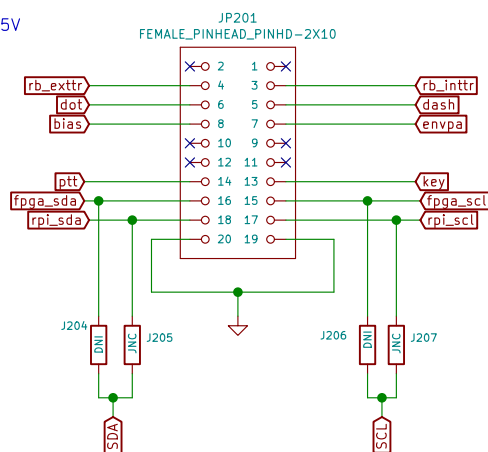 5V
JP201
FEMALE_PINHEAD_PINHD-2X10
2 1
rb_exttr 4 3 rb_inttr
dot 6 5 dash
bias 8 7 envpa
10 9
12 11
ptt 14 13 key
fpga_sda 16 15 fpga_scl
rpi_sda 18 17 rpi_scl
20 19
J204 DNI JNC J205 J206 DNI JNC J207
SDA SCL